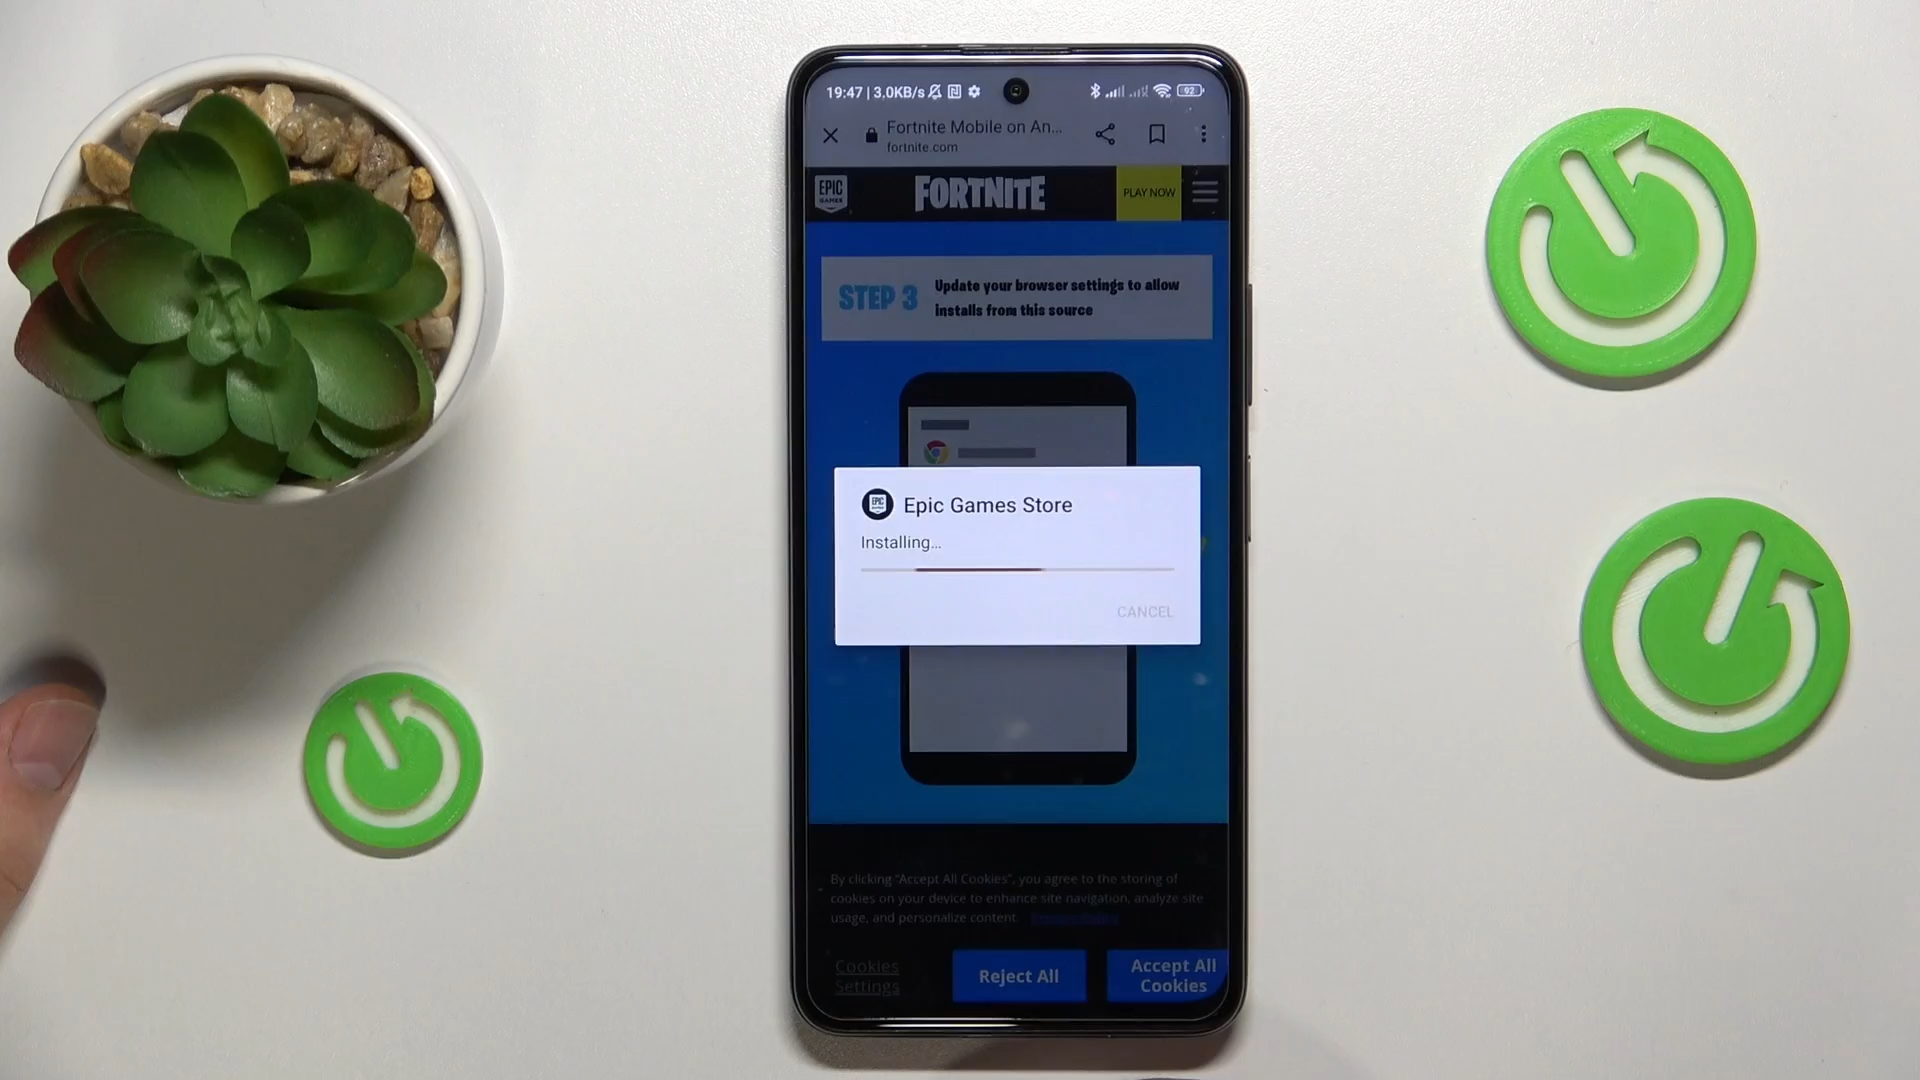 19:47 | 3.0KB/s
92
Fortnite Mobile on An...
fortnite.com
EPIC
GAMES
FORTNITE
PLAY NOW
STEP 3
Update your browser settings to allow
installs from this source
EPIC
Epic Games Store
Installing...
CANCEL
By clicking "Accept All Cookies", you agree to the storing of
cookies on your device to enhance site navigation, analyze site
usage, and personalize content
Cookies
Settings
Reject All
Accept All
Cookies